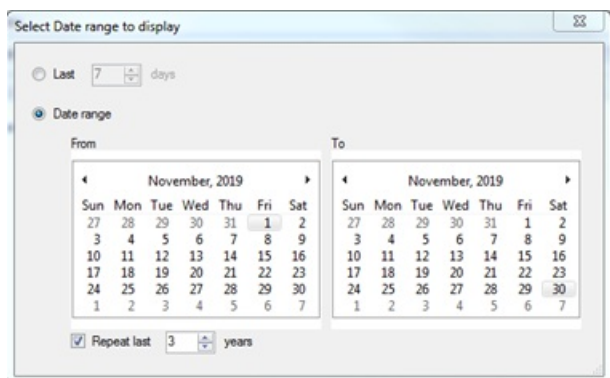 Select Date range to display
Last 7 days
Date range
From To
November, 2019 November, 2019
Sun Mon Tue Wed Thu Fri Sat Sun Mon Tue Wed Thu Fri Sat
27 28 29 30 31 1 2 27 28 29 30 31 1 2
3 4 5 6 7 8 9 3 4 5 6 7 8 9
10 11 12 13 14 15 16 10 11 12 13 14 15 16
17 18 19 20 21 22 23 17 18 19 20 21 22 23
24 25 26 27 28 29 30 24 25 26 27 28 29 30
1 2 3 4 5 6 7 1 2 3 4 5 6 7
Repeat last 3 years